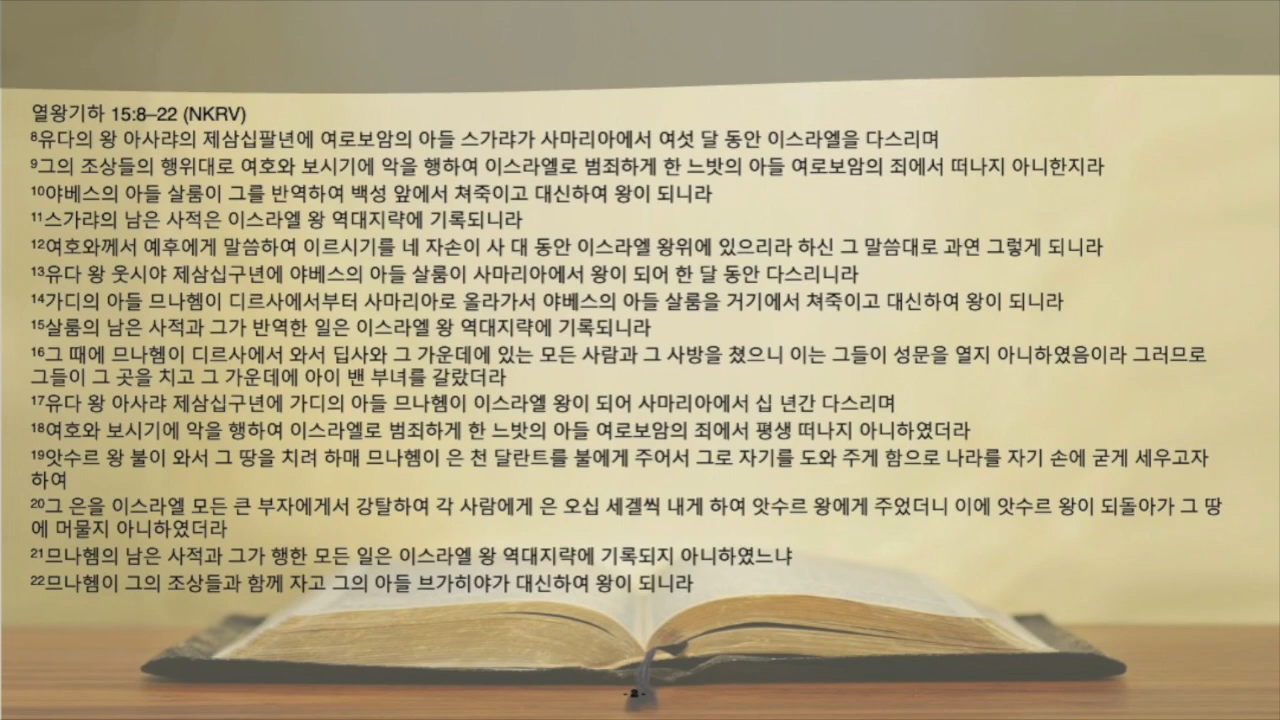 열왕기하 15:8–22 (NKRV)
⁸유다의 왕 아사랴의 제삼십팔년에 여로보암의 아들 스가랴가 사마리아에서 여섯 달 동안 이스라엘을 다스리며
⁹그의 조상들의 행위대로 여호와 보시기에 악을 행하여 이스라엘로 범죄하게 한 느밧의 아들 여로보암의 죄에서 떠나지 아니한지라
¹⁰야베스의 아들 살룸이 그를 반역하여 백성 앞에서 쳐죽이고 대신하여 왕이 되니라
¹¹스가랴의 남은 사적은 이스라엘 왕 역대지략에 기록되니라
¹²여호와께서 예후에게 말씀하여 이르시기를 네 자손이 사 대 동안 이스라엘 왕위에 있으리라 하신 그 말씀대로 과연 그렇게 되니라
¹³유다 왕 웃시야 제삼십구년에 야베스의 아들 살룸이 사마리아에서 왕이 되어 한 달 동안 다스리니라
¹⁴가디의 아들 므나헴이 디르사에서부터 사마리아로 올라가서 야베스의 아들 살룸을 거기에서 쳐죽이고 대신하여 왕이 되니라
¹⁵살룸의 남은 사적과 그가 반역한 일은 이스라엘 왕 역대지략에 기록되니라
¹⁶그 때에 므나헴이 디르사에서 와서 딥사와 그 가운데에 있는 모든 사람과 그 사방을 쳤으니 이는 그들이 성문을 열지 아니하였음이라 그러므로
그들이 그 곳을 치고 그 가운데에 아이 밴 부녀를 갈랐더라
¹⁷유다 왕 아사랴 제삼십구년에 가디의 아들 므나헴이 이스라엘 왕이 되어 사마리아에서 십 년간 다스리며
¹⁸여호와 보시기에 악을 행하여 이스라엘로 범죄하게 한 느밧의 아들 여로보암의 죄에서 평생 떠나지 아니하였더라
¹⁹앗수르 왕 불이 와서 그 땅을 치려 하매 므나헴이 은 천 달란트를 불에게 주어서 그로 자기를 도와 주게 함으로 나라를 자기 손에 굳게 세우고자
하여
²⁰그 은을 이스라엘 모든 큰 부자에게서 강탈하여 각 사람에게 은 오십 세겔씩 내게 하여 앗수르 왕에게 주었더니 이에 앗수르 왕이 되돌아가 그 땅
에 머물지 아니하였더라
²¹므나헴의 남은 사적과 그가 행한 모든 일은 이스라엘 왕 역대지략에 기록되지 아니하였느냐
²²므나헴이 그의 조상들과 함께 자고 그의 아들 브가히야가 대신하여 왕이 되니라
- 2 -